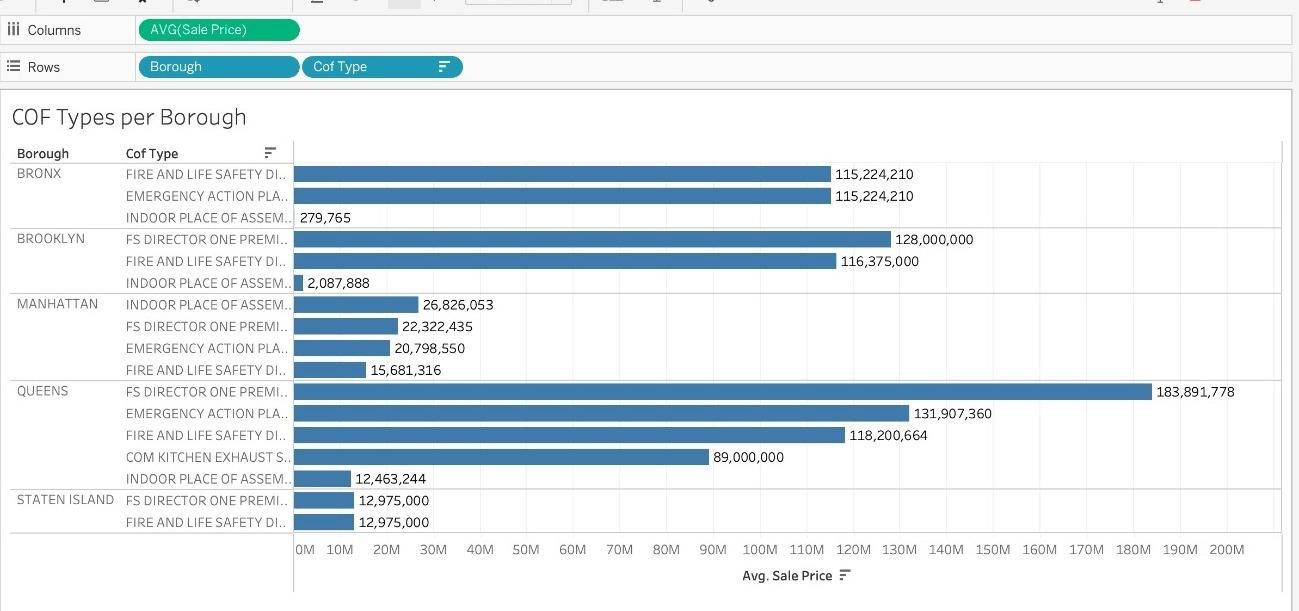 Columns AVG(Sale Price)
Rows Borough Cof Type
COF Types per Borough
Borough Cof Type
BRONX FIRE AND LIFE SAFETY DI.. 115,224,210
EMERGENCY ACTION PLA.. 115,224,210
INDOOR PLACE OF ASSEM.. 279,765
BROOKLYN FS DIRECTOR ONE PREMI.. 128,000,000
FIRE AND LIFE SAFETY DI.. 116,375,000
INDOOR PLACE OF ASSEM.. 2,087,888
MANHATTAN INDOOR PLACE OF ASSEM.. 26,826,053
FS DIRECTOR ONE PREMI.. 22,322,435
EMERGENCY ACTION PLA.. 20,798,550
FIRE AND LIFE SAFETY DI.. 15,681,316
QUEENS FS DIRECTOR ONE PREMI.. 183,891,778
EMERGENCY ACTION PLA.. 131,907,360
FIRE AND LIFE SAFETY DI.. 118,200,664
COM KITCHEN EXHAUST S.. 89,000,000
INDOOR PLACE OF ASSEM.. 12,463,244
STATEN ISLAND FS DIRECTOR ONE PREMI.. 12,975,000
FIRE AND LIFE SAFETY DI.. 12,975,000
0M 10M 20M 30M 40M 50M 60M 70M 80M 90M 100M 110M 120M 130M 140M 150M 160M 170M 180M 190M 200M
Avg. Sale Price